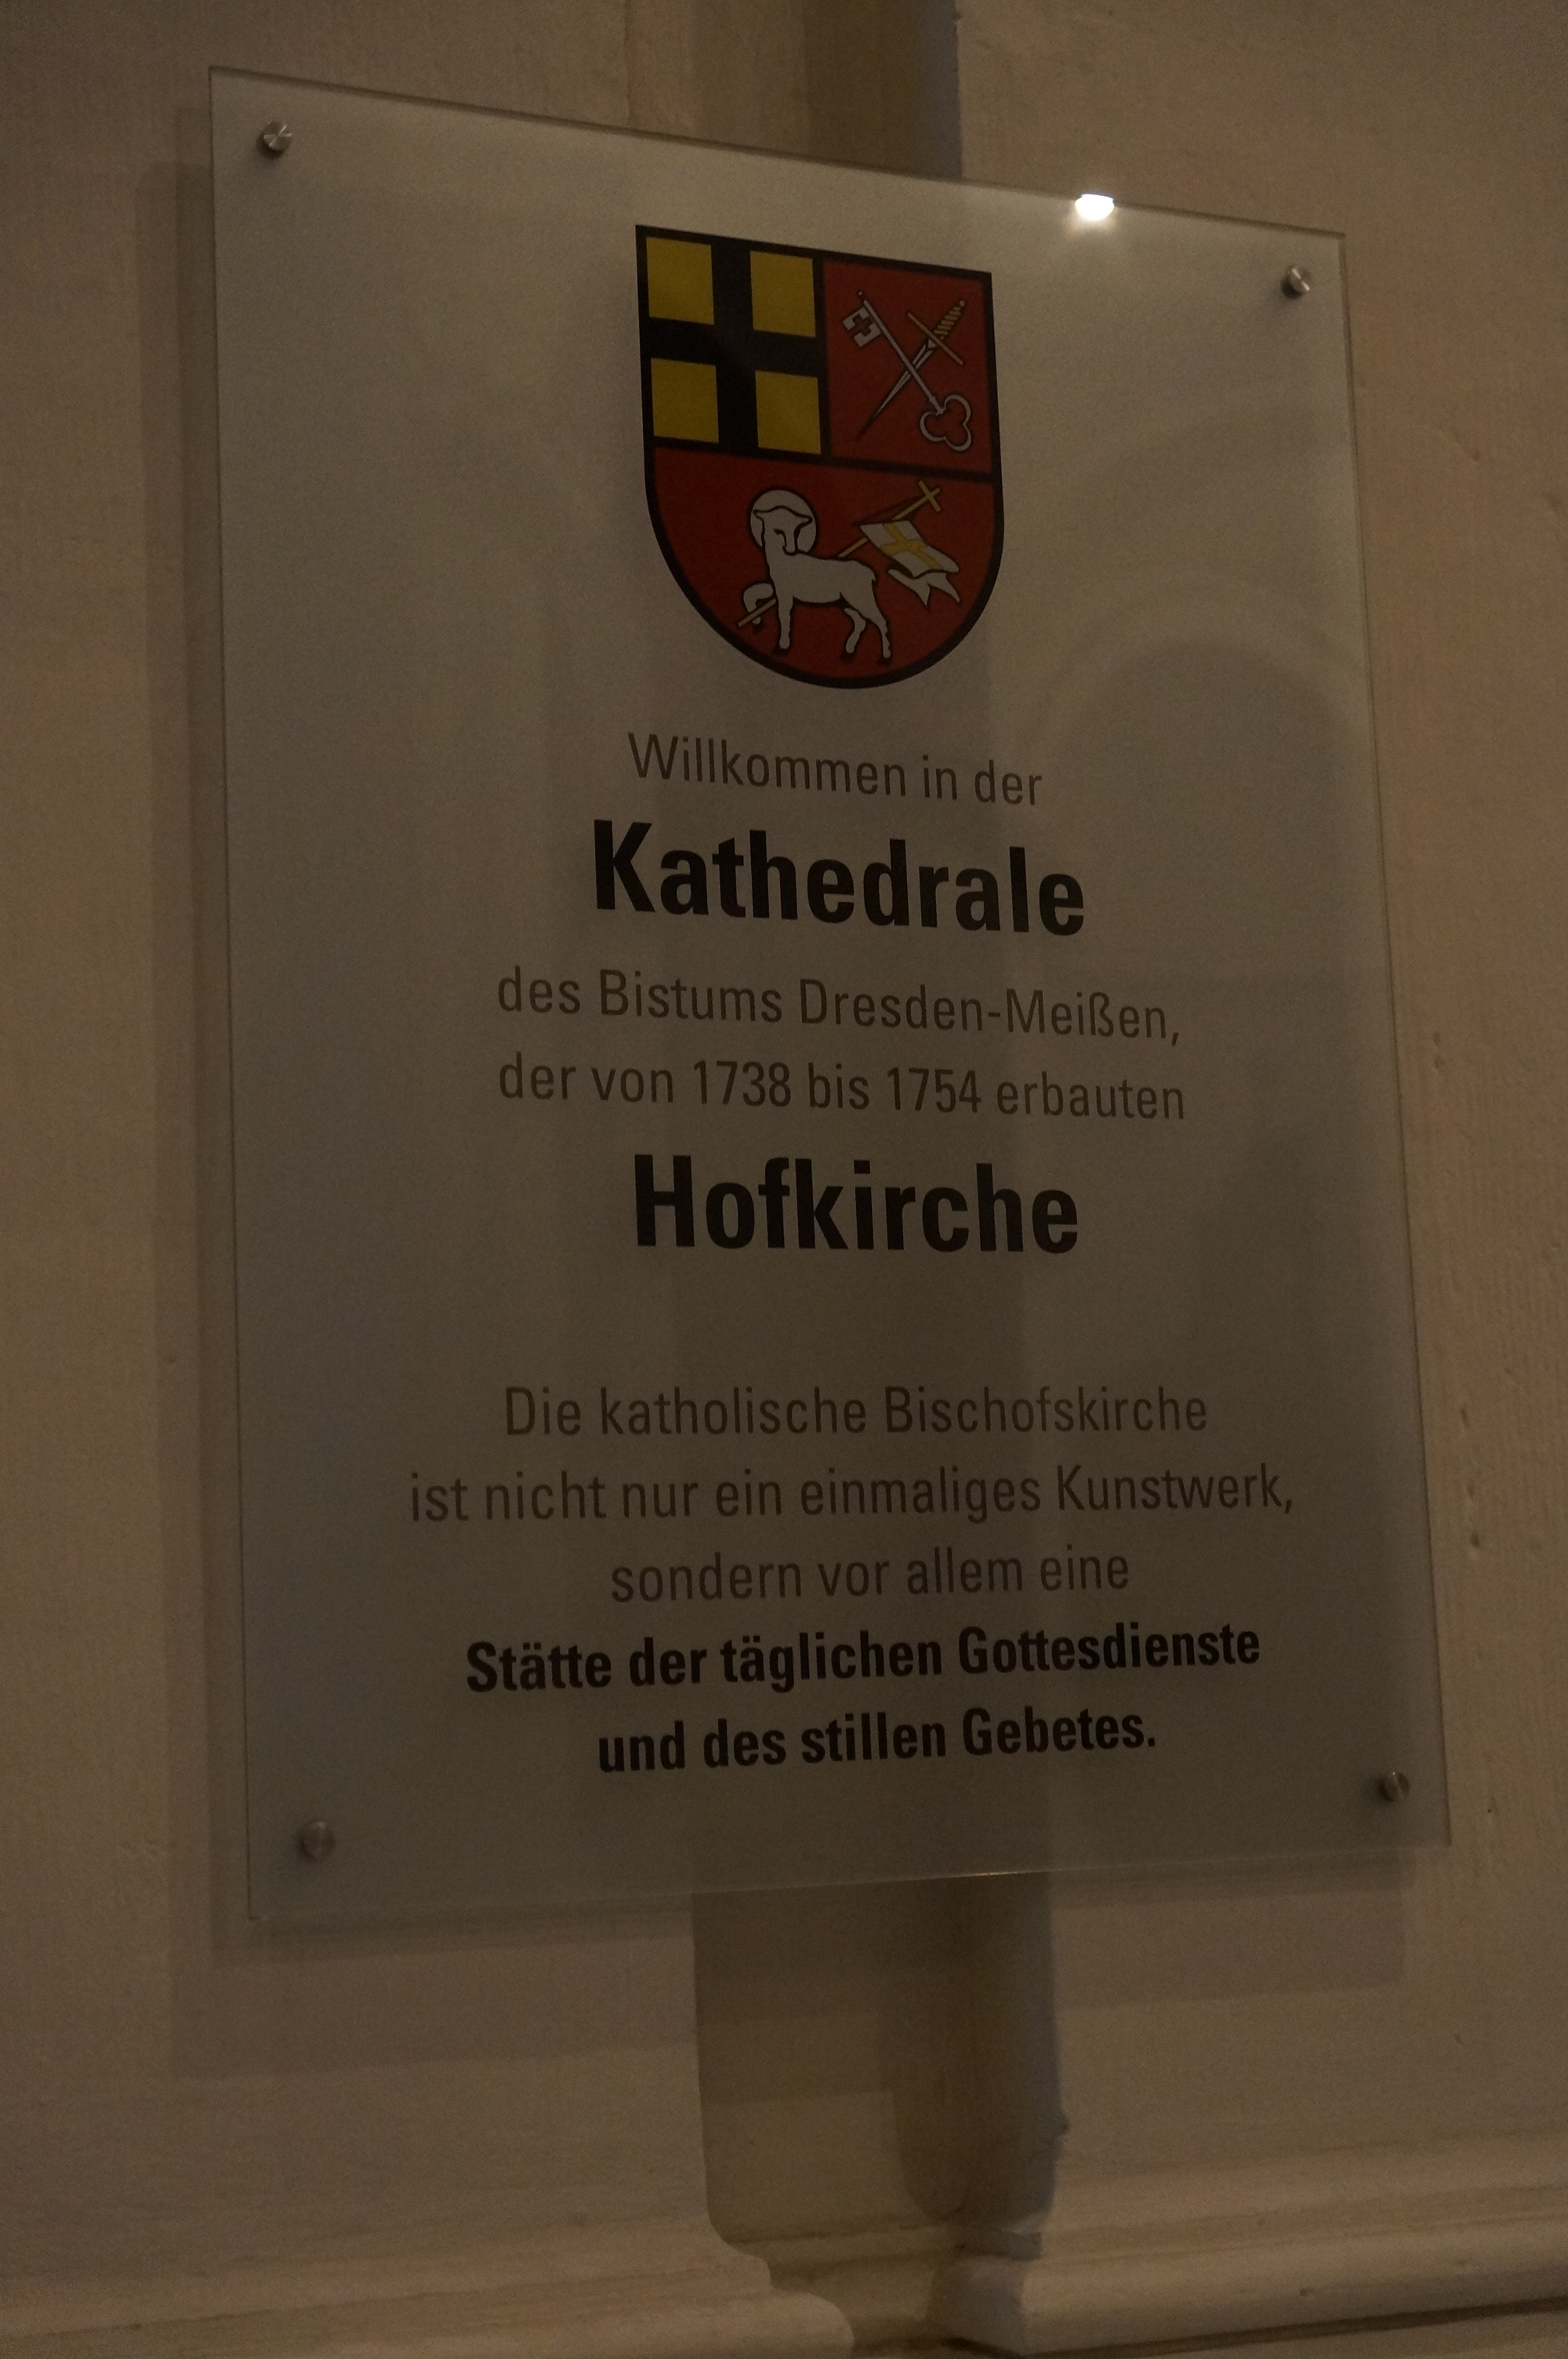 Willkommen in der
Kathedrale
des Bistums Dresden-Meißen,
der von 1738 bis 1754 erbauten
Hofkirche
Die katholische Bischofskirche
ist nicht nur ein einmaliges Kunstwerk,
sondern vor allem eine
Stätte der täglichen Gottesdienste
und des stillen Gebetes.